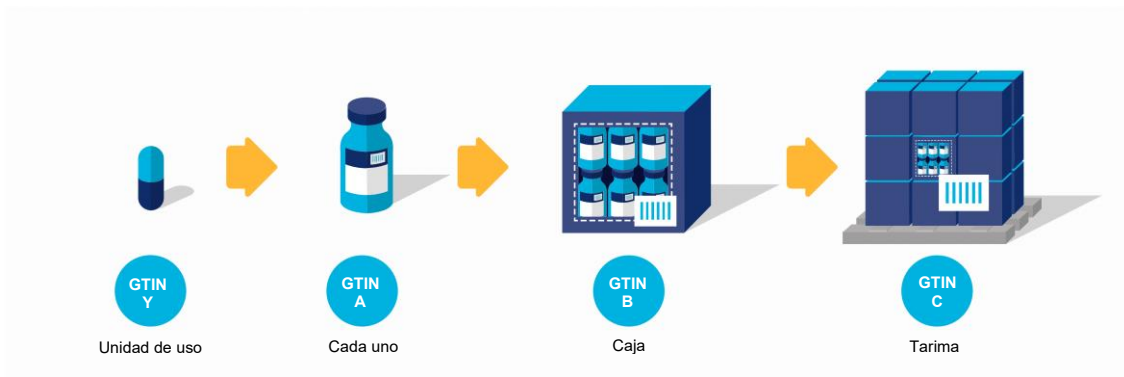 GTIN
Y
Unidad de uso
GTIN
A
Cada uno
GTIN
B
Caja
GTIN
C
Tarima